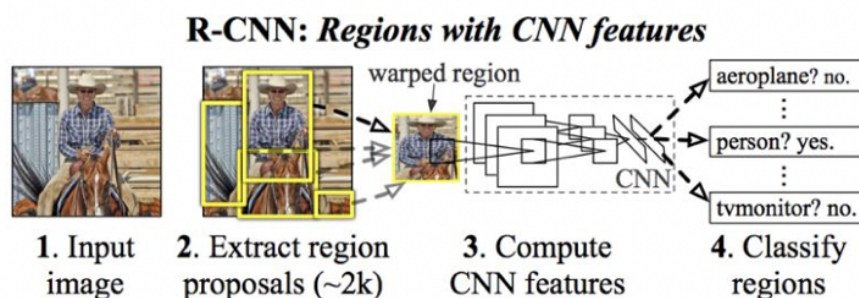 R-CNN: Regions with CNN features
warped region
aeroplane? no.
person? yes.
tvmonitor? no.
CNN
1. Input
image
2. Extract region
proposals (~2k)
3. Compute
CNN features
4. Classify
regions